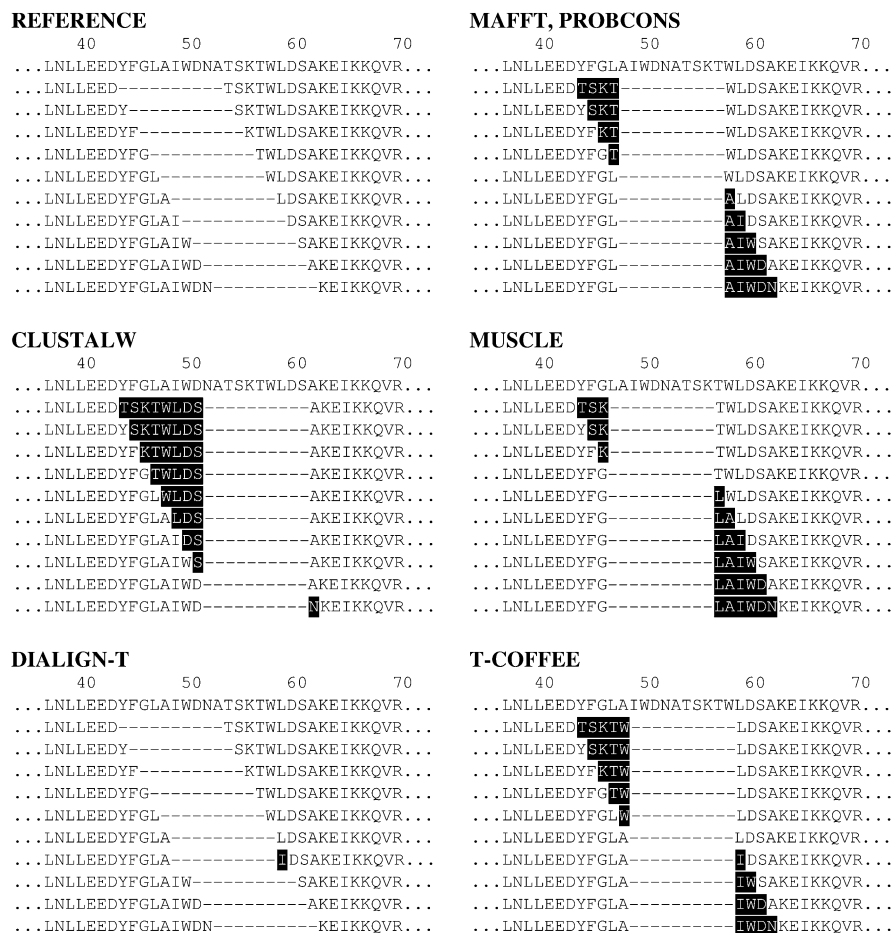 REFERENCE
40 50 60 70
...LNLLEEDYFGLAIWDNATSKTWLDSAKEIKKQVR...
...LNLLEED----------TSKTWLDSAKEIKKQVR...
...LNLLEEDY----------SKTWLDSAKEIKKQVR...
...LNLLEEDYF----------KTWLDSAKEIKKQVR...
...LNLLEEDYFG----------TWLDSAKEIKKQVR...
...LNLLEEDYFGL----------WLDSAKEIKKQVR...
...LNLLEEDYFGLA----------LDSAKEIKKQVR...
...LNLLEEDYFGLAI----------DSAKEIKKQVR...
...LNLLEEDYFGLAIW----------SAKEIKKQVR...
...LNLLEEDYFGLAIWD----------AKEIKKQVR...
...LNLLEEDYFGLAIWDN----------KEIKKQVR...
MAFFT, PROBCONS
40 50 60 70
...LNLLEEDYFGLAIWDNATSKTWLDSAKEIKKQVR...
...LNLLEEDTSKT----------WLDSAKEIKKQVR...
...LNLLEEDYSKT----------WLDSAKEIKKQVR...
...LNLLEEDYFKT----------WLDSAKEIKKQVR...
...LNLLEEDYFGT----------WLDSAKEIKKQVR...
...LNLLEEDYFGL----------WLDSAKEIKKQVR...
...LNLLEEDYFGL----------ALDSAKEIKKQVR...
...LNLLEEDYFGL----------AIDSAKEIKKQVR...
...LNLLEEDYFGL----------AIWSAKEIKKQVR...
...LNLLEEDYFGL----------AIWDAKEIKKQVR...
...LNLLEEDYFGL----------AIWDNKEIKKQVR...
CLUSTALW
40 50 60 70
...LNLLEEDYFGLAIWDNATSKTWLDSAKEIKKQVR...
...LNLLEEDTSKTWLDS----------AKEIKKQVR...
...LNLLEEDYSKTWLDS----------AKEIKKQVR...
...LNLLEEDYFKTWLDS----------AKEIKKQVR...
...LNLLEEDYFGTWLDS----------AKEIKKQVR...
...LNLLEEDYFGLWLDS----------AKEIKKQVR...
...LNLLEEDYFGLALDS----------AKEIKKQVR...
...LNLLEEDYFGLAIDS----------AKEIKKQVR...
...LNLLEEDYFGLAIWS----------AKEIKKQVR...
...LNLLEEDYFGLAIWD----------AKEIKKQVR...
...LNLLEEDYFGLAIWD----------NKEIKKQVR...
MUSCLE
40 50 60 70
...LNLLEEDYFGLAIWDNATSKTWLDSAKEIKKQVR...
...LNLLEEDTSK----------TWLDSAKEIKKQVR...
...LNLLEEDYSK----------TWLDSAKEIKKQVR...
...LNLLEEDYFK----------TWLDSAKEIKKQVR...
...LNLLEEDYFG----------TWLDSAKEIKKQVR...
...LNLLEEDYFG----------LWLDSAKEIKKQVR...
...LNLLEEDYFG----------LALDSAKEIKKQVR...
...LNLLEEDYFG----------LAIDSAKEIKKQVR...
...LNLLEEDYFG----------LAIWSAKEIKKQVR...
...LNLLEEDYFG----------LAIWDAKEIKKQVR...
...LNLLEEDYFG----------LAIWDNKEIKKQVR...
DIALIGN-T
40 50 60 70
...LNLLEEDYFGLAIWDNATSKTWLDSAKEIKKQVR...
...LNLLEED----------TSKTWLDSAKEIKKQVR...
...LNLLEEDY----------SKTWLDSAKEIKKQVR...
...LNLLEEDYF----------KTWLDSAKEIKKQVR...
...LNLLEEDYFG----------TWLDSAKEIKKQVR...
...LNLLEEDYFGL----------WLDSAKEIKKQVR...
...LNLLEEDYFGLA----------LDSAKEIKKQVR...
...LNLLEEDYFGLA----------IDSAKEIKKQVR...
...LNLLEEDYFGLAIW----------SAKEIKKQVR...
...LNLLEEDYFGLAIWD----------AKEIKKQVR...
...LNLLEEDYFGLAIWDN----------KEIKKQVR...
T-COFFEE
40 50 60 70
...LNLLEEDYFGLAIWDNATSKTWLDSAKEIKKQVR...
...LNLLEEDTSKTW----------LDSAKEIKKQVR...
...LNLLEEDYSKTW----------LDSAKEIKKQVR...
...LNLLEEDYFKTW----------LDSAKEIKKQVR...
...LNLLEEDYFGTW----------LDSAKEIKKQVR...
...LNLLEEDYFGLW----------LDSAKEIKKQVR...
...LNLLEEDYFGLA----------LDSAKEIKKQVR...
...LNLLEEDYFGLA----------IDSAKEIKKQVR...
...LNLLEEDYFGLA----------IWSAKEIKKQVR...
...LNLLEEDYFGLA----------IWDAKEIKKQVR...
...LNLLEEDYFGLA----------IWDNKEIKKQVR...